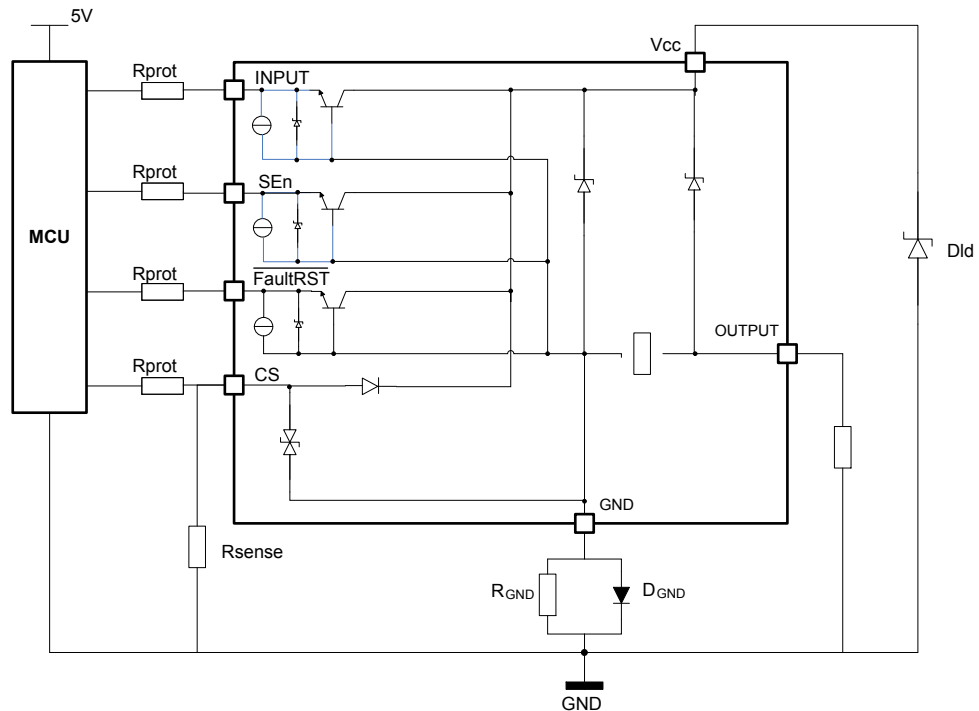 5V
Vcc
Rprot
INPUT
Rprot
SEn
MCU
Dld
Rprot
FaultRST
OUTPUT
Rprot
CS
GND
Rsense
RGND
DGND
GND